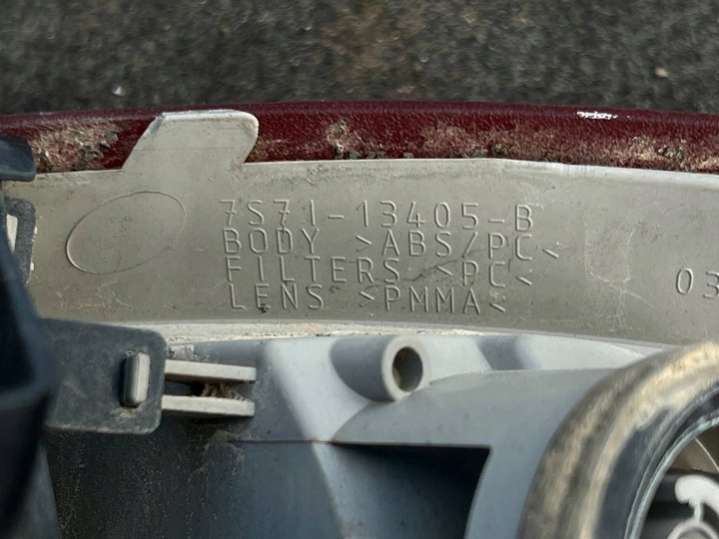 7S71-13405-B
BODY >ABS/PC<
FILTERS >PC<
LENS >PMMA<
03